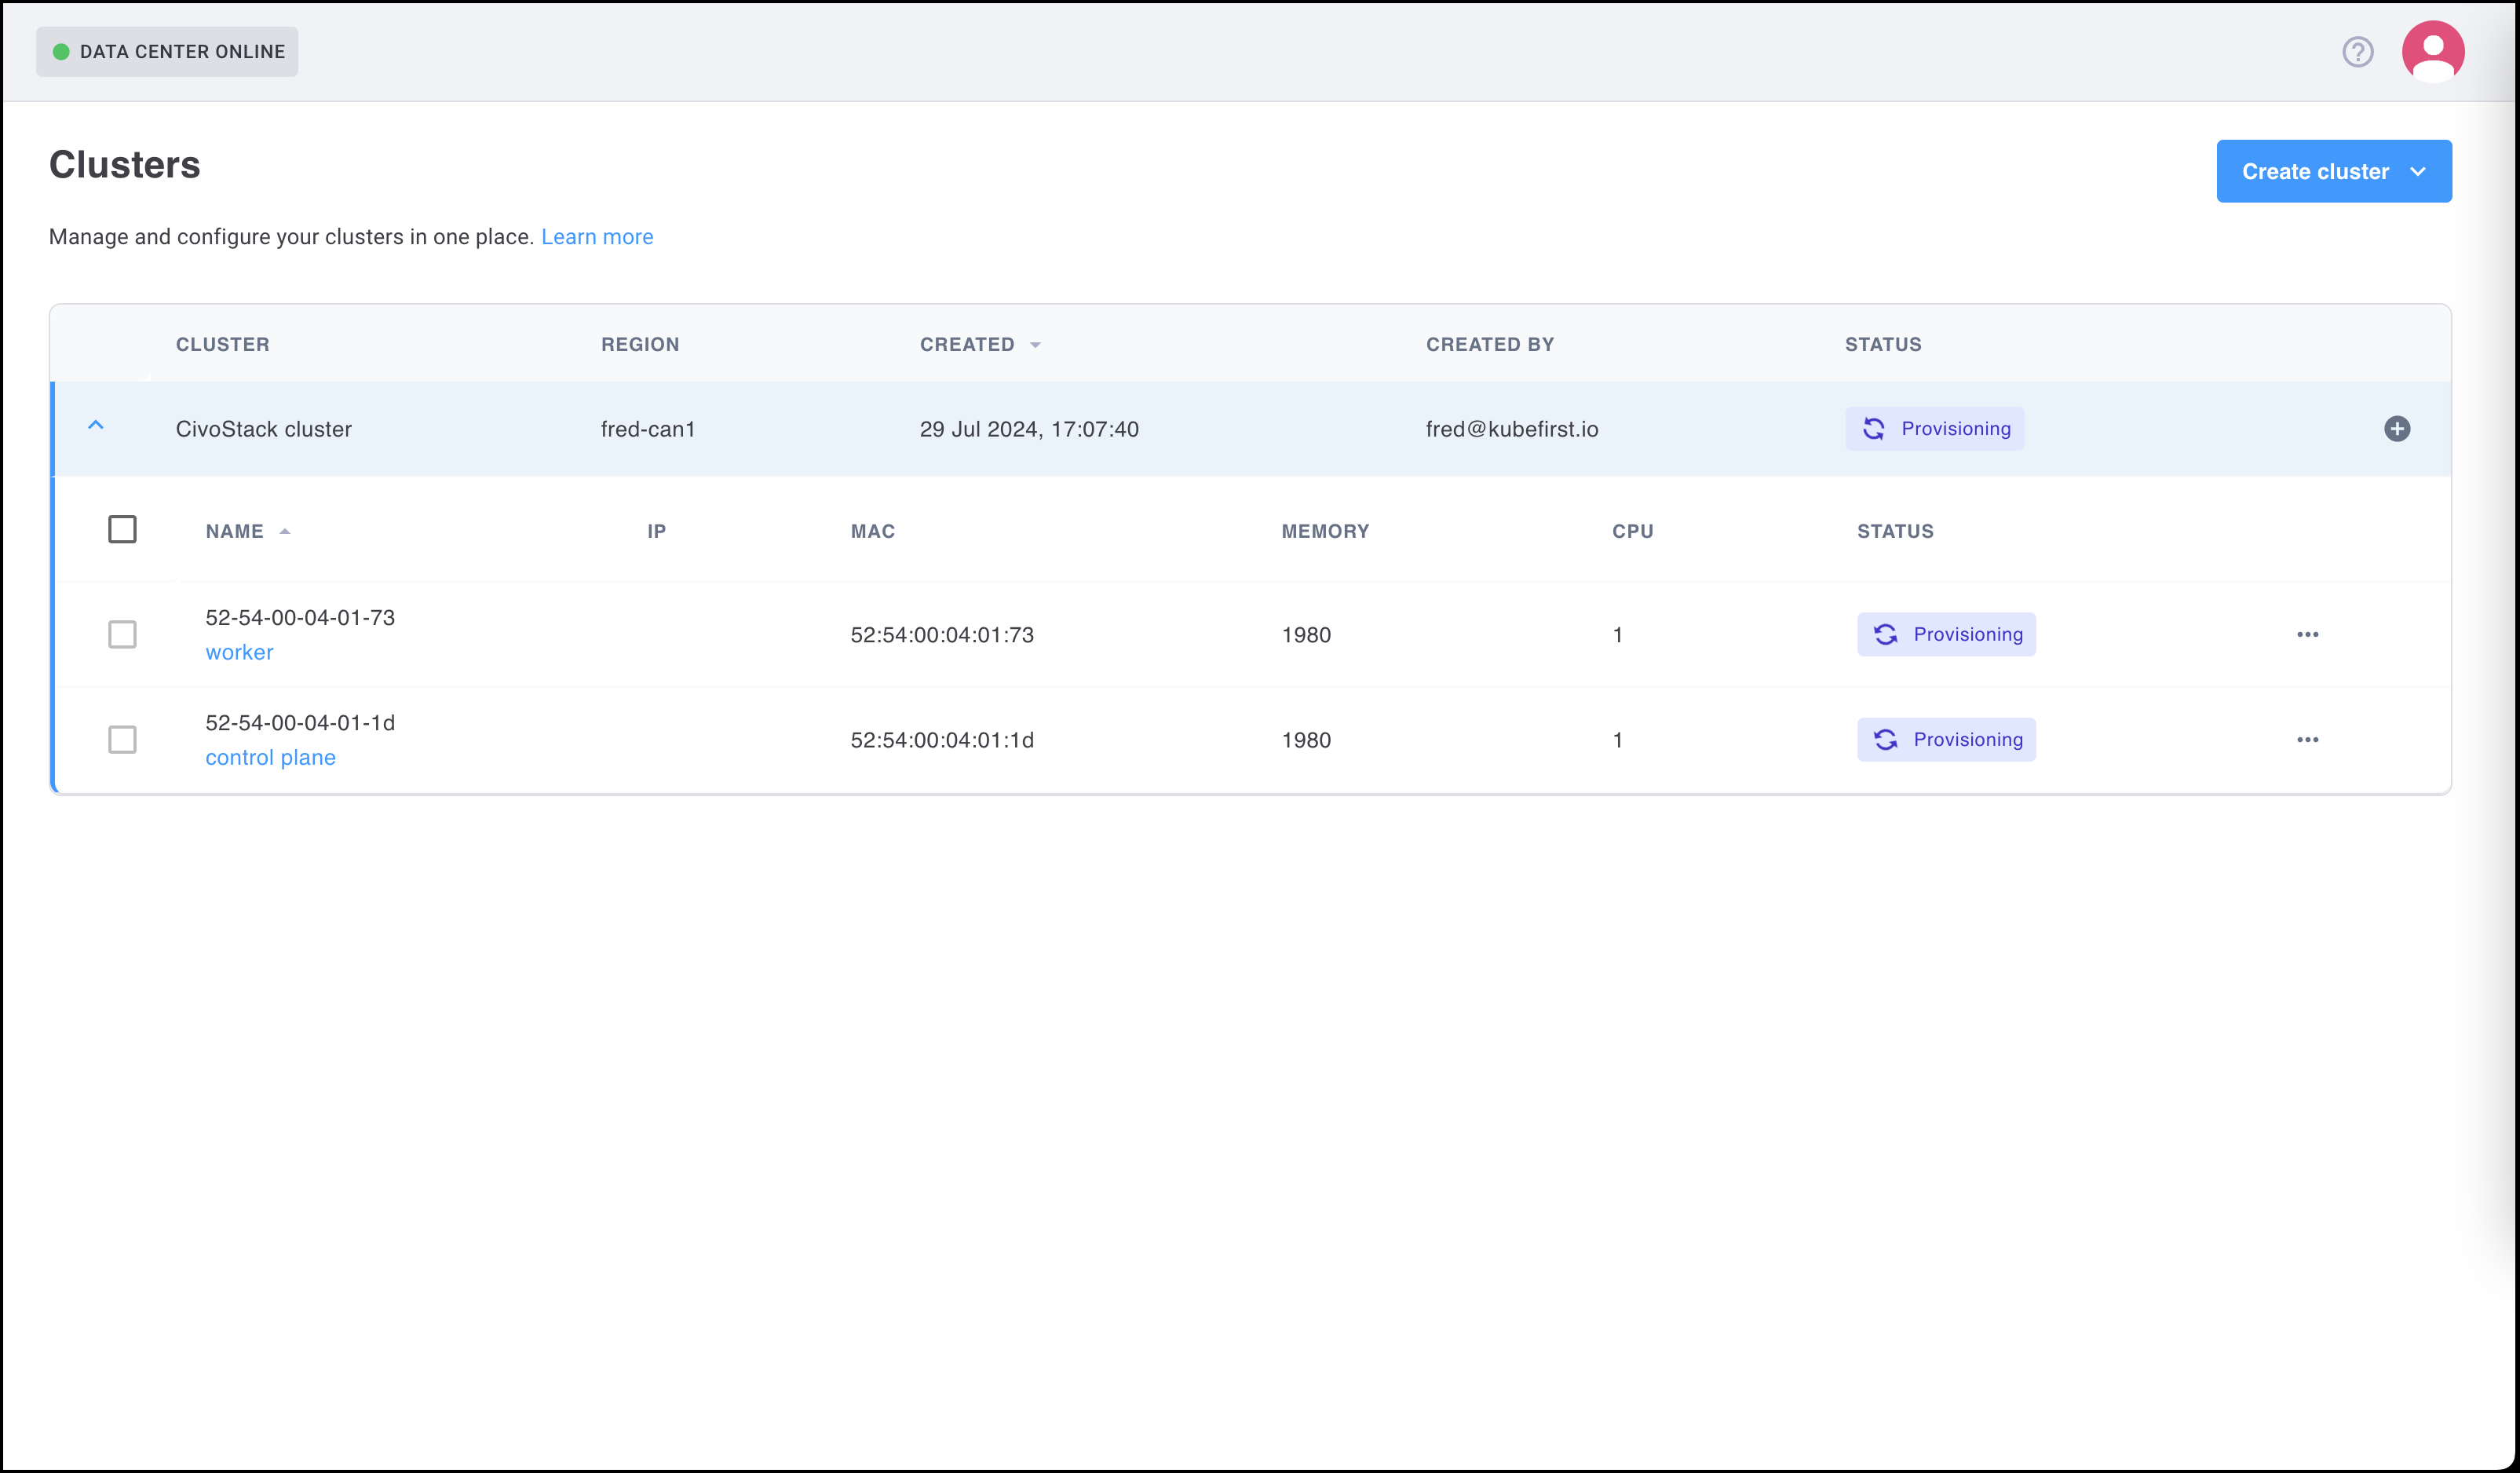 DATA CENTER ONLINE
Clusters
Create cluster
Manage and configure your clusters in one place. Learn more
CLUSTER REGION CREATED CREATED BY STATUS
CivoStack cluster fred-can1 29 Jul 2024, 17:07:40 fred@kubefirst.io Provisioning
NAME IP MAC MEMORY CPU STATUS
52-54-00-04-01-73
worker
52:54:00:04:01:73 1980 1 Provisioning
52-54-00-04-01-1d
control plane
52:54:00:04:01:1d 1980 1 Provisioning